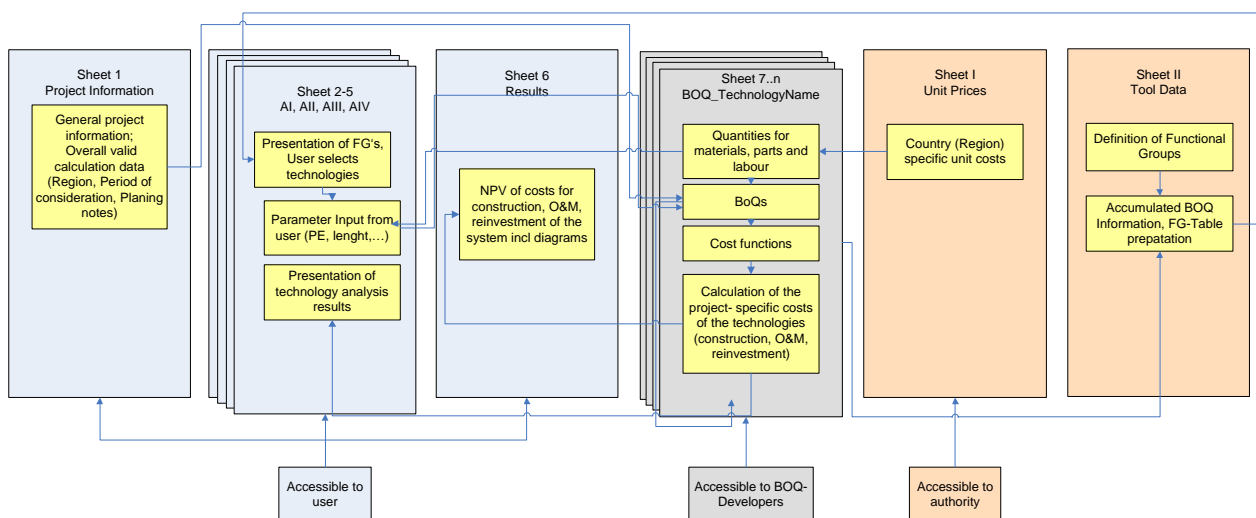 Sheet 1
Project Information
General project
information;
Overall valid
calculation data
(Region, Period of
consideration, Planing
notes)
Sheet 2-5
AI, AII, AIII, AIV
Presentation of FG's,
User selects
technologies
Parameter Input from
user (PE, lenght,…)
Presentation of
technology analysis
results
Sheet 6
Results
NPV of costs for
construction, O&M,
reinvestment of the
system incl diagrams
Sheet 7..n
BOQ_TechnologyName
Quantities for
materials, parts and
labour
BoQs
Cost functions
Calculation of the
project- specific costs
of the technologies
(construction, O&M,
reinvestment)
Sheet I
Unit Prices
Country (Region)
specific unit costs
Sheet II
Tool Data
Definition of Functional
Groups
Accumulated BOQ
Information, FG-Table
prepatation
Accessible to
user
Accessible to BOQ-
Developers
Accessible to
authority